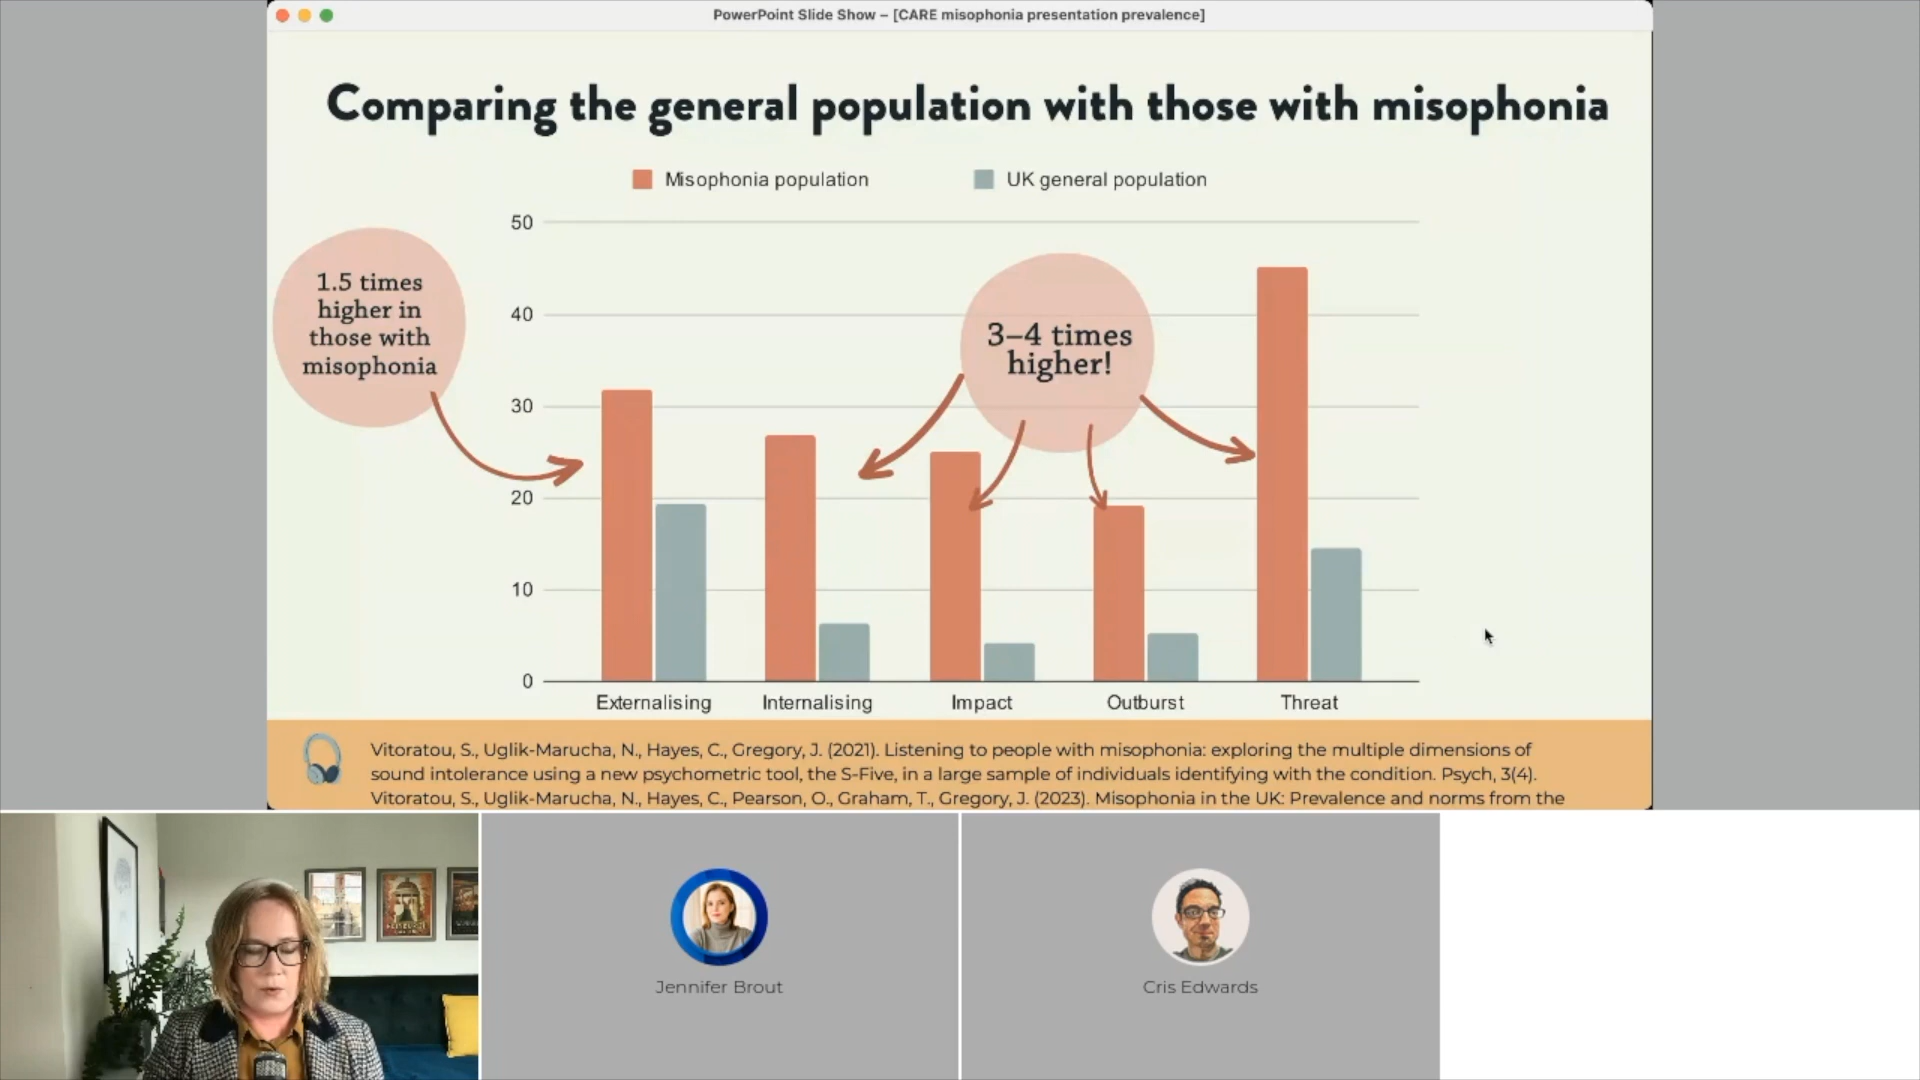 PowerPoint Slide Show – [CARE misophonia presentation prevalence]
Comparing the general population with those with misophonia
Misophonia population
UK general population
50
40
30
20
10
0
1.5 times
higher in
those with
misophonia
3–4 times
higher!
Externalising
Internalising
Impact
Outburst
Threat
Vitoratou, S., Uglik-Marucha, N., Hayes, C., Gregory, J. (2021). Listening to people with misophonia: exploring the multiple dimensions of
sound intolerance using a new psychometric tool, the S-Five, in a large sample of individuals identifying with the condition. Psych, 3(4).
Vitoratou, S., Uglik-Marucha, N., Hayes, C., Pearson, O., Graham, T., Gregory, J. (2023). Misophonia in the UK: Prevalence and norms from the
Jennifer Brout
Cris Edwards